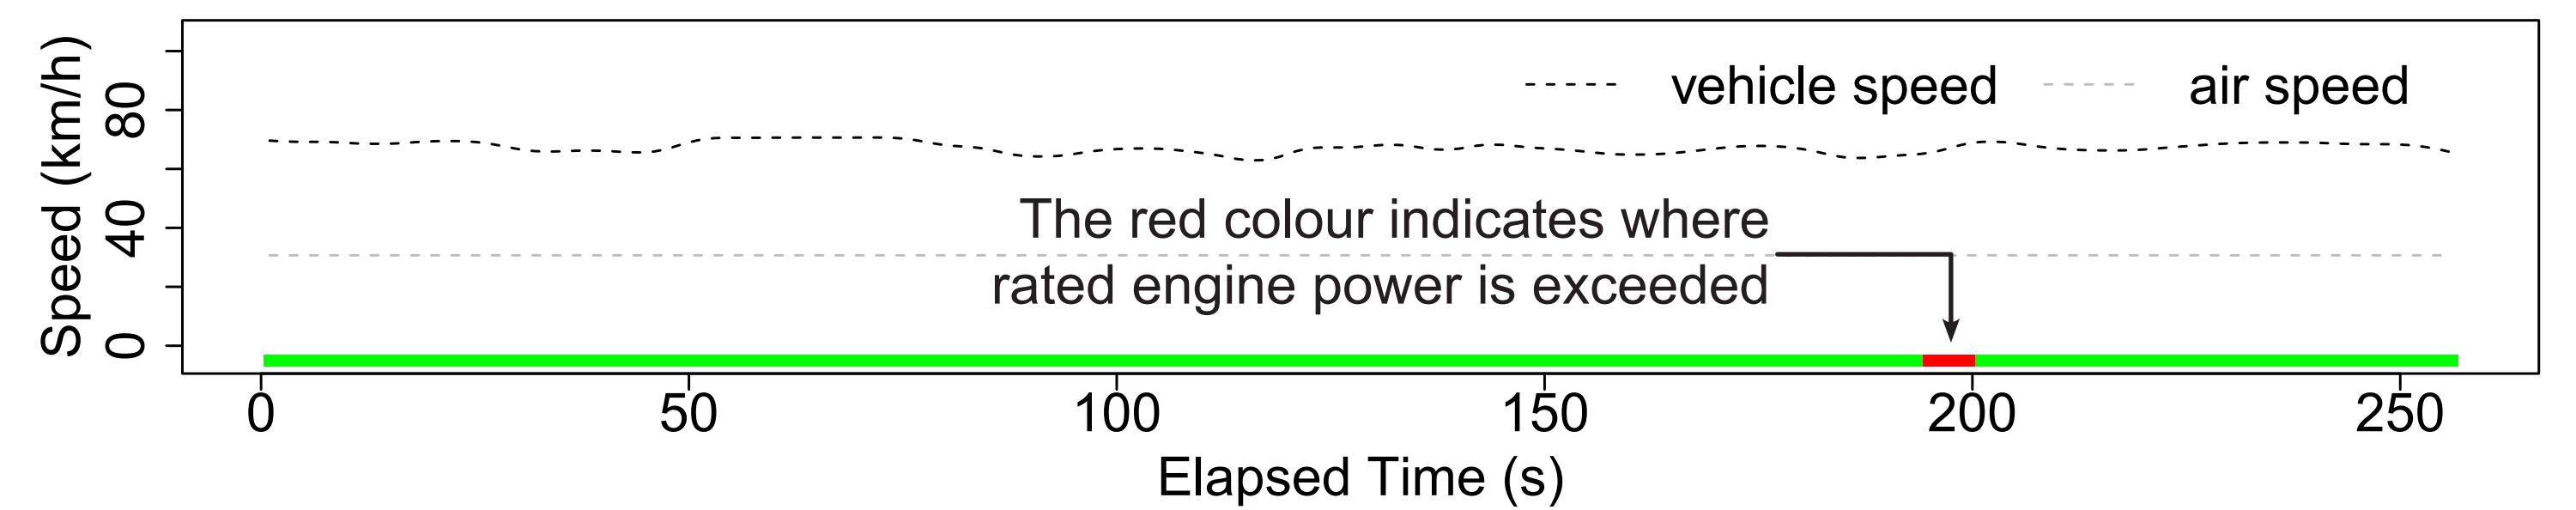 Speed (km/h)
80
40
0
vehicle speed
air speed
The red colour indicates where
rated engine power is exceeded
0 50 100 150 200 250
Elapsed Time (s)